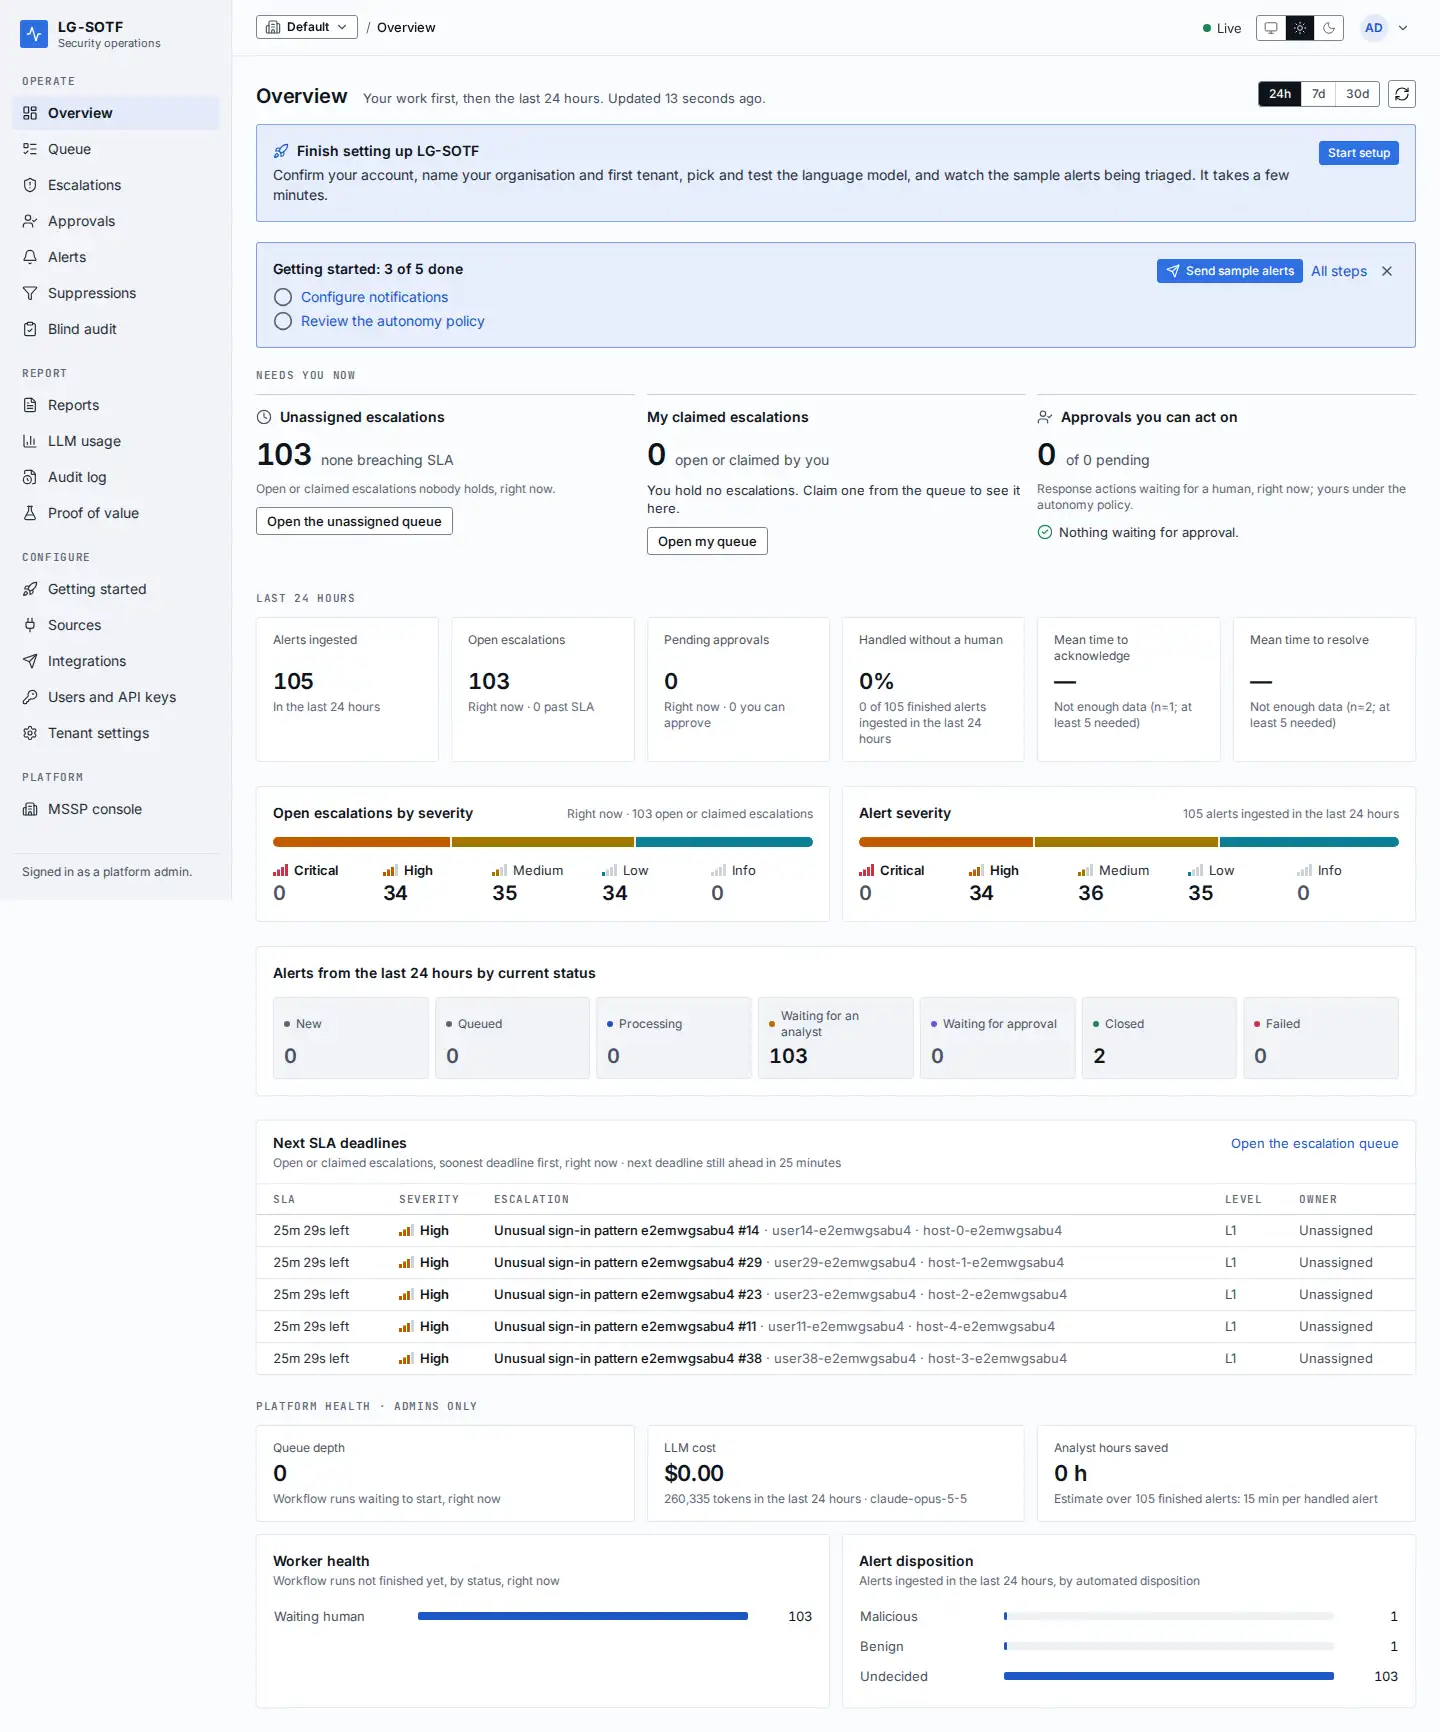 LG-SOTF
Security operations
OPERATE
Overview
Queue
Escalations
Approvals
Alerts
Suppressions
Blind audit
REPORT
Reports
LLM usage
Audit log
Proof of value
CONFIGURE
Getting started
Sources
Integrations
Users and API keys
Tenant settings
PLATFORM
MSSP console
Signed in as a platform admin.
Default / Overview
Live
AD
Overview Your work first, then the last 24 hours. Updated 13 seconds ago.
24h 7d 30d
Finish setting up LG-SOTF
Start setup
Confirm your account, name your organisation and first tenant, pick and test the language model, and watch the sample alerts being triaged. It takes a few
minutes.
Getting started: 3 of 5 done
Send sample alerts All steps
Configure notifications
Review the autonomy policy
NEEDS YOU NOW
Unassigned escalations
103 none breaching SLA
Open or claimed escalations nobody holds, right now.
Open the unassigned queue
My claimed escalations
0 open or claimed by you
You hold no escalations. Claim one from the queue to see it
here.
Open my queue
Approvals you can act on
0 of 0 pending
Response actions waiting for a human, right now; yours under the
autonomy policy.
Nothing waiting for approval.
LAST 24 HOURS
Alerts ingested
105
In the last 24 hours
Open escalations
103
Right now · 0 past SLA
Pending approvals
0
Right now · 0 you can
approve
Handled without a human
0%
0 of 105 finished alerts
ingested in the last 24
hours
Mean time to
acknowledge
—
Not enough data (n=1; at
least 5 needed)
Mean time to resolve
—
Not enough data (n=2; at
least 5 needed)
Open escalations by severity
Right now · 103 open or claimed escalations
Critical High Medium Low Info
0 34 35 34 0
Alert severity
105 alerts ingested in the last 24 hours
Critical High Medium Low Info
0 34 36 35 0
Alerts from the last 24 hours by current status
New
0
Queued
0
Processing
0
Waiting for an
analyst
103
Waiting for approval
0
Closed
2
Failed
0
Next SLA deadlines
Open the escalation queue
Open or claimed escalations, soonest deadline first, right now · next deadline still ahead in 25 minutes
SLA SEVERITY ESCALATION LEVEL OWNER
25m 29s left High Unusual sign-in pattern e2emwgsabu4 #14 · user14-e2emwgsabu4 · host-0-e2emwgsabu4 L1 Unassigned
25m 29s left High Unusual sign-in pattern e2emwgsabu4 #29 · user29-e2emwgsabu4 · host-1-e2emwgsabu4 L1 Unassigned
25m 29s left High Unusual sign-in pattern e2emwgsabu4 #23 · user23-e2emwgsabu4 · host-2-e2emwgsabu4 L1 Unassigned
25m 29s left High Unusual sign-in pattern e2emwgsabu4 #11 · user11-e2emwgsabu4 · host-4-e2emwgsabu4 L1 Unassigned
25m 29s left High Unusual sign-in pattern e2emwgsabu4 #38 · user38-e2emwgsabu4 · host-3-e2emwgsabu4 L1 Unassigned
PLATFORM HEALTH · ADMINS ONLY
Queue depth
0
Workflow runs waiting to start, right now
LLM cost
$0.00
260,335 tokens in the last 24 hours · claude-opus-5-5
Analyst hours saved
0 h
Estimate over 105 finished alerts: 15 min per handled alert
Worker health
Workflow runs not finished yet, by status, right now
Waiting human 103
Alert disposition
Alerts ingested in the last 24 hours, by automated disposition
Malicious 1
Benign 1
Undecided 103